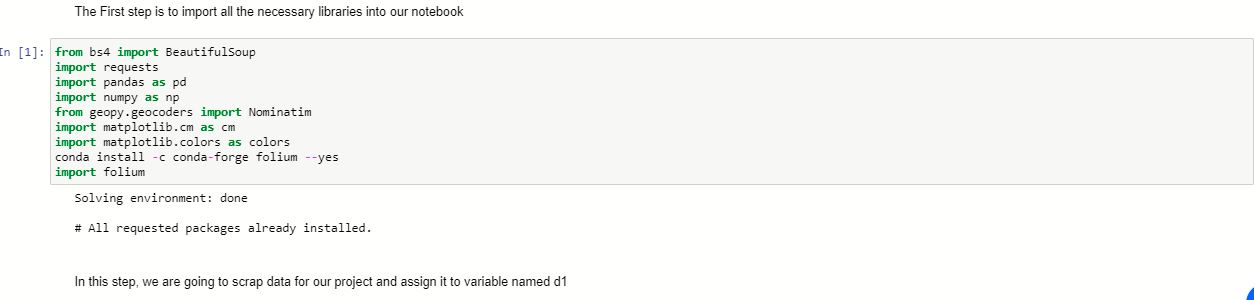 The First step is to import all the necessary libraries into our notebook
In [1]: from bs4 import BeautifulSoup
import requests
import pandas as pd
import numpy as np
from geopy.geocoders import Nominatim
import matplotlib.cm as cm
import matplotlib.colors as colors
conda install -c conda-forge folium --yes
import folium
Solving environment: done
# All requested packages already installed.
In this step, we are going to scrap data for our project and assign it to variable named d1